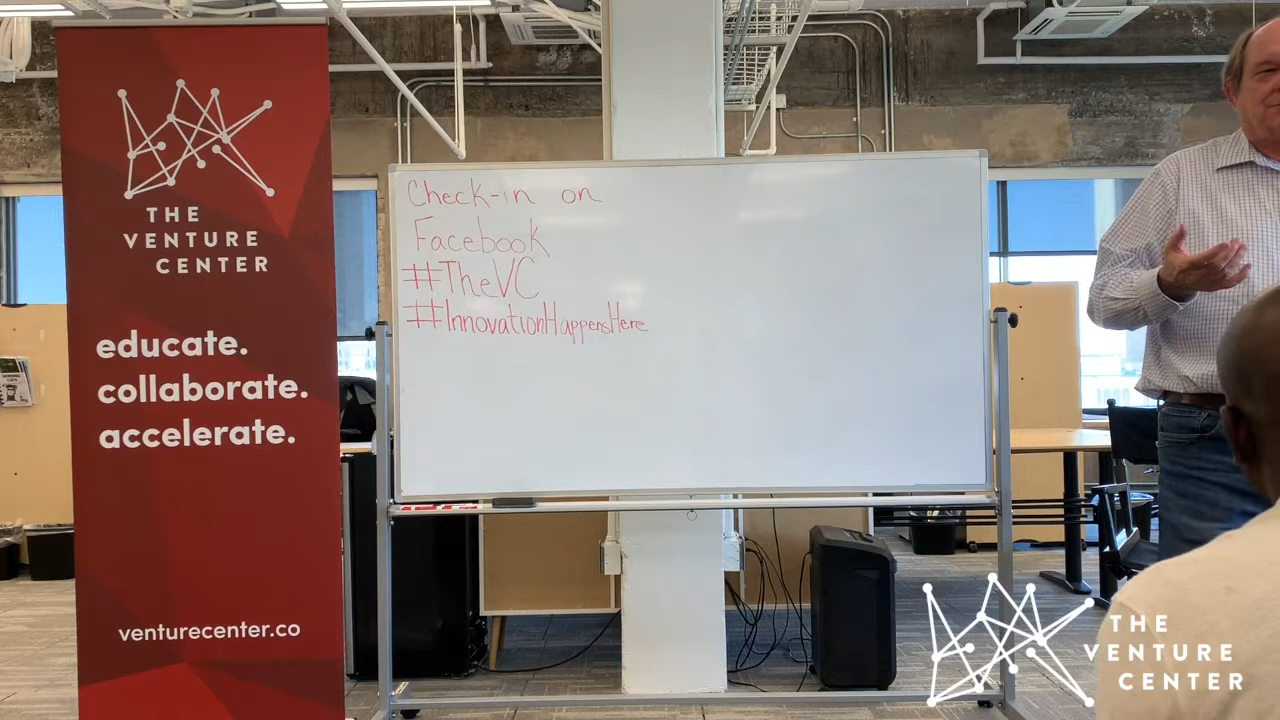 THE
VENTURE
CENTER
educate.
collaborate.
accelerate.
venturecenter.co
Check-in on
Facebook
#TheVC
#InnovationHappensHere
THE
VENTURE
CENTER